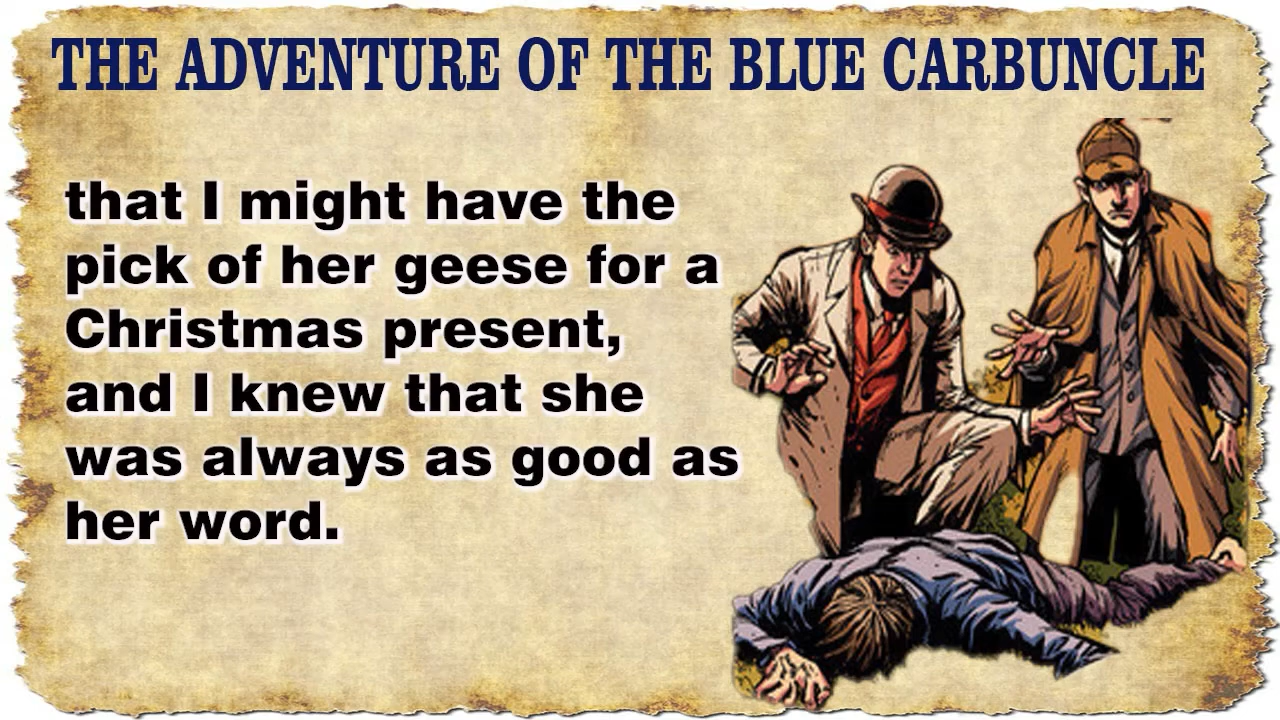 THE ADVENTURE OF THE BLUE CARBUNCLE
that I might have the
pick of her geese for a
Christmas present,
and I knew that she
was always as good as
her word.